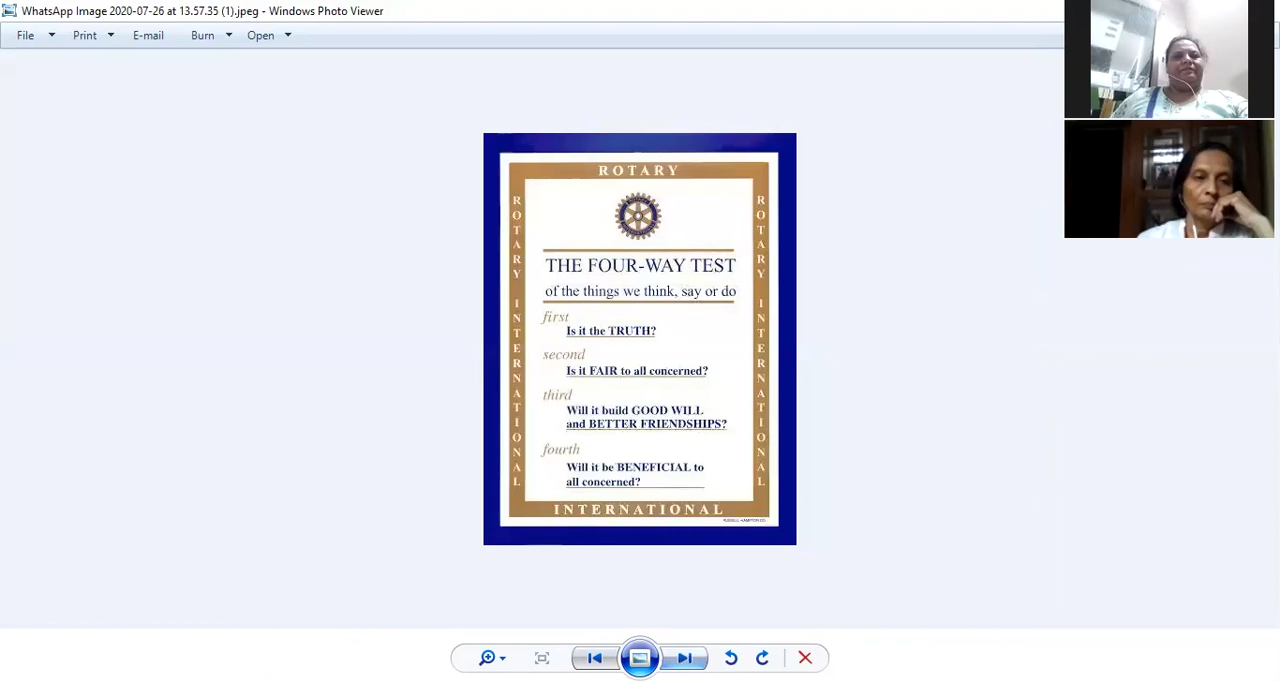 WhatsApp Image 2020-07-26 at 13.57.35 (1).jpeg - Windows Photo Viewer
File Print E-mail Burn Open
ROTARY
ROTARY INTERNATIONAL
ROTARY INTERNATIONAL
THE FOUR-WAY TEST
of the things we think, say or do
first
Is it the TRUTH?
second
Is it FAIR to all concerned?
third
Will it build GOOD WILL
and BETTER FRIENDSHIPS?
fourth
Will it be BENEFICIAL to
all concerned?
INTERNATIONAL